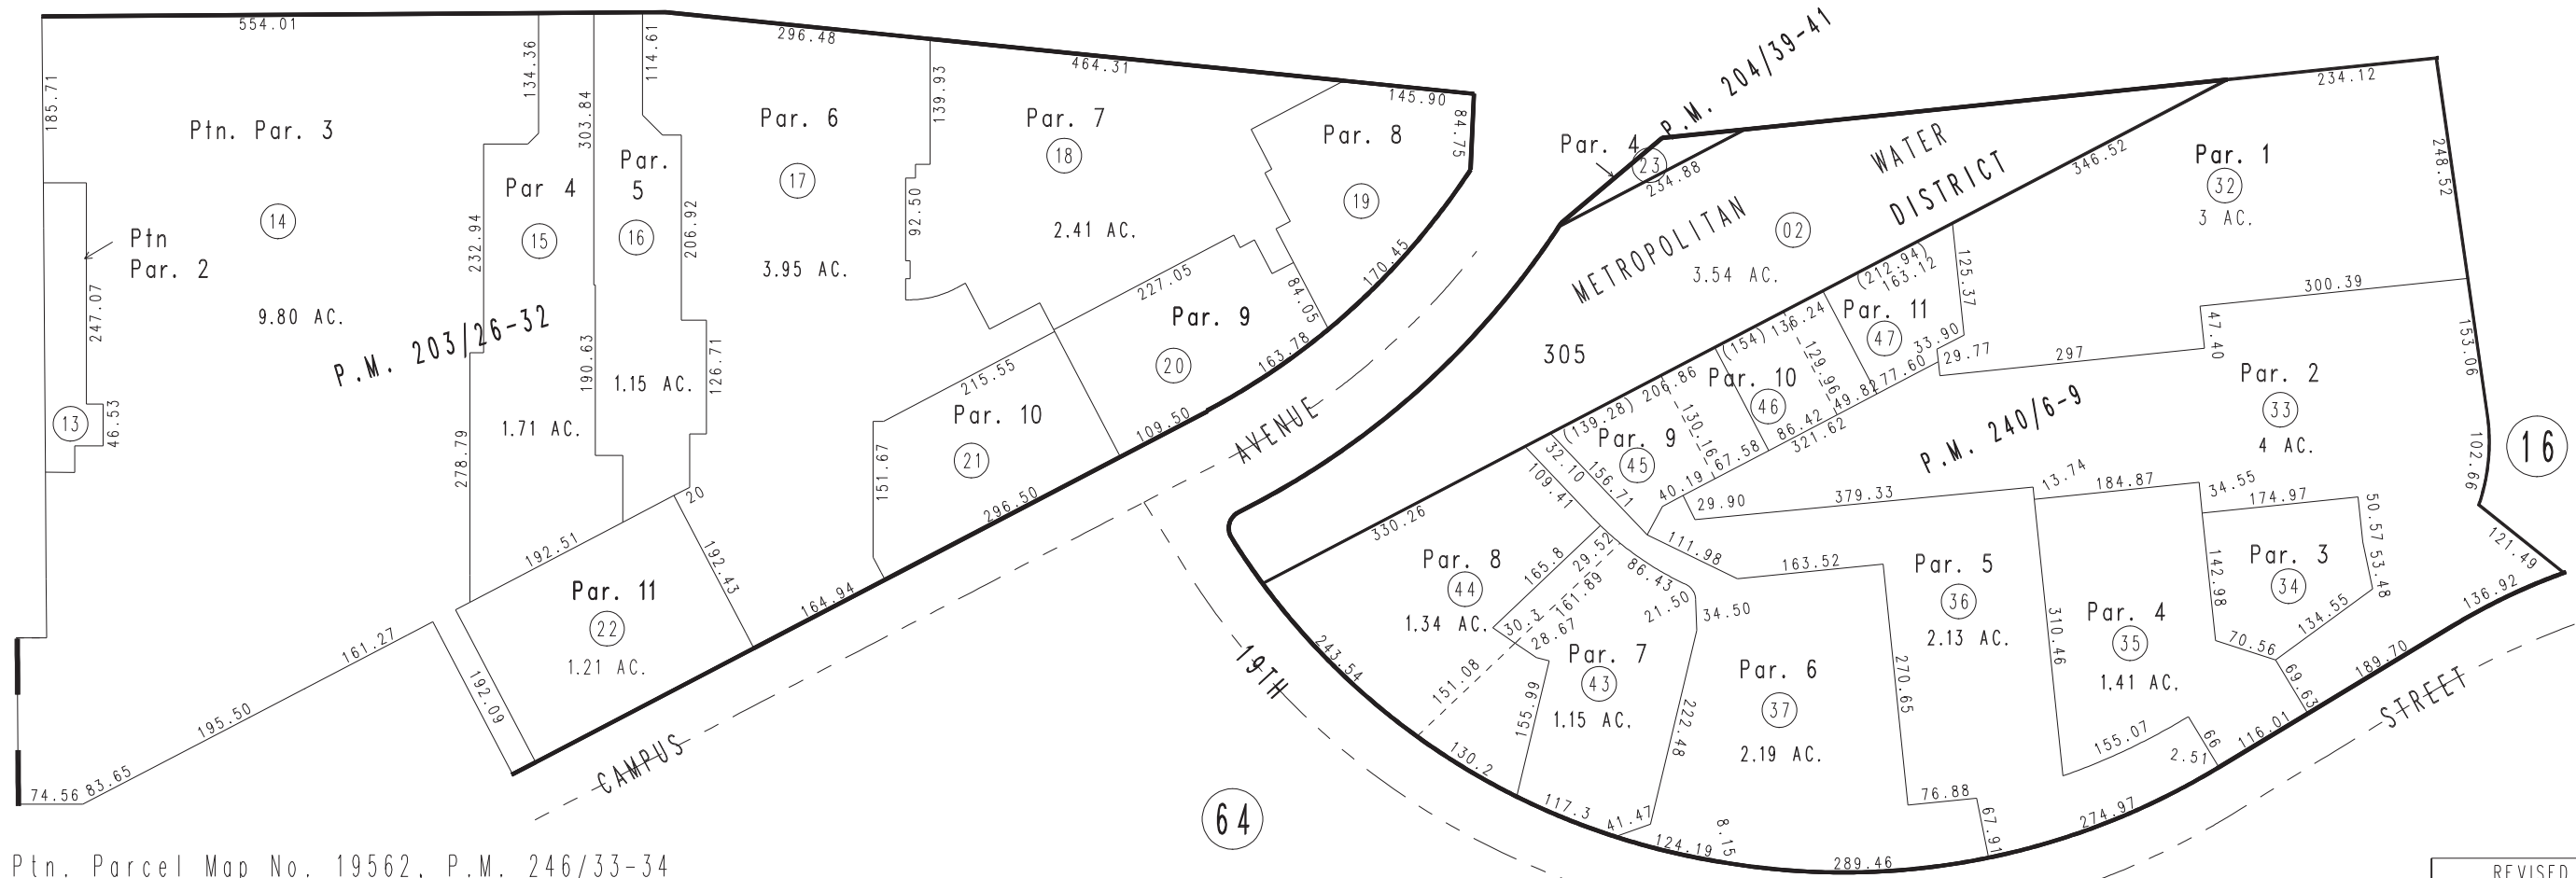 554.01
185.71
Ptn. Par. 3
14
9.80 AC.
Ptn
Par. 2
247.07
13
46.53
P.M. 203/26-32
134.36
232.94
278.79
Par 4
15
1.71 AC.
303.84
190.63
114.61
Par.
5
16
206.92
1.15 AC.
126.71
296.48
Par. 6
17
3.95 AC.
139.93
92.50
464.31
Par. 7
18
2.41 AC.
145.90
84.75
Par. 8
19
170.45
84.05
227.05
Par. 9
20
163.78
215.55
Par. 10
21
151.67
109.50
296.50
20
192.51
192.43
Par. 11
22
1.21 AC.
164.94
161.27
192.09
195.50
83.65
74.56
CAMPUS
AVENUE
P.M. 204/39-41
Par. 4
23
234.88
METROPOLITAN
WATER
DISTRICT
02
3.54 AC.
305
346.52
234.12
Par. 1
32
3 AC.
248.52
300.39
47.40
153.06
297
Par. 2
33
4 AC.
102.66
121.49
16
(212.94)
163.12
125.37
Par. 11
47
33.90
29.77
77.60
(154)
136.24
129.96
Par. 10
46
49.82
86.42
321.62
(139.28)
206.86
130.16
Par. 9
45
67.58
40.19
32.10
156.71
109.41
P.M. 240/6-9
29.90
379.33
13.74
184.87
34.55
174.97
50.57
53.48
Par. 3
34
142.98
134.55
70.56
69.63
136.92
189.70
STREET
330.26
Par. 8
44
1.34 AC.
165.8
29.52
161.89
30.3
28.67
151.08
86.43
21.50
34.50
111.98
163.52
Par. 7
43
1.15 AC.
155.99
222.48
Par. 6
37
2.19 AC.
270.65
Par. 5
36
2.13 AC.
310.46
Par. 4
35
1.41 AC.
155.07
66
2.51
116.01
76.88
67.91
274.97
289.46
8.15
124.19
41.47
117.3
130.2
243.54
19TH
64
Ptn. Parcel Map No. 19562, P.M. 246/33-34
REVISED